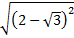 √((2 − √3)²)